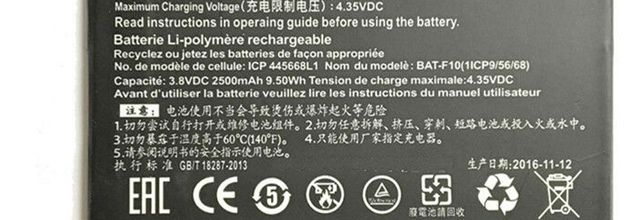 Maximum Charging Voltage (充电限制电压) : 4.35VDC
Read instructions in operaing guide before using the battery.
Batterie Li-polymère rechargeable
Recyclez ou jetez les batteries de façon appropriée
No. de modèle de cellule: ICP 445668L1 Nom du modèle: BAT-F10(1ICP9/56/68)
Capacité: 3.8VDC 2500mAh 9.50Wh Tension de charge maximale:4.35VDC
Avant d'utiliser la batterie veuillez lire les instructions du manuel utilisateur
注意: 电池使用不当会导致烫伤或爆炸起火等危险
1.切勿尝试自行打开或维修电池组件。2.切勿任意拆解、挤压、穿刺、短路电池或投入火或水中。
3.切勿暴露于温度高于60℃(140℉)。4.只能使用厂家指定充电器。
5.请参阅说明书的安全指示使用电池。
执行标准 GB/T 18287-2013
生产日期 2016-11-12
EAC CE 5
廢電池請回收